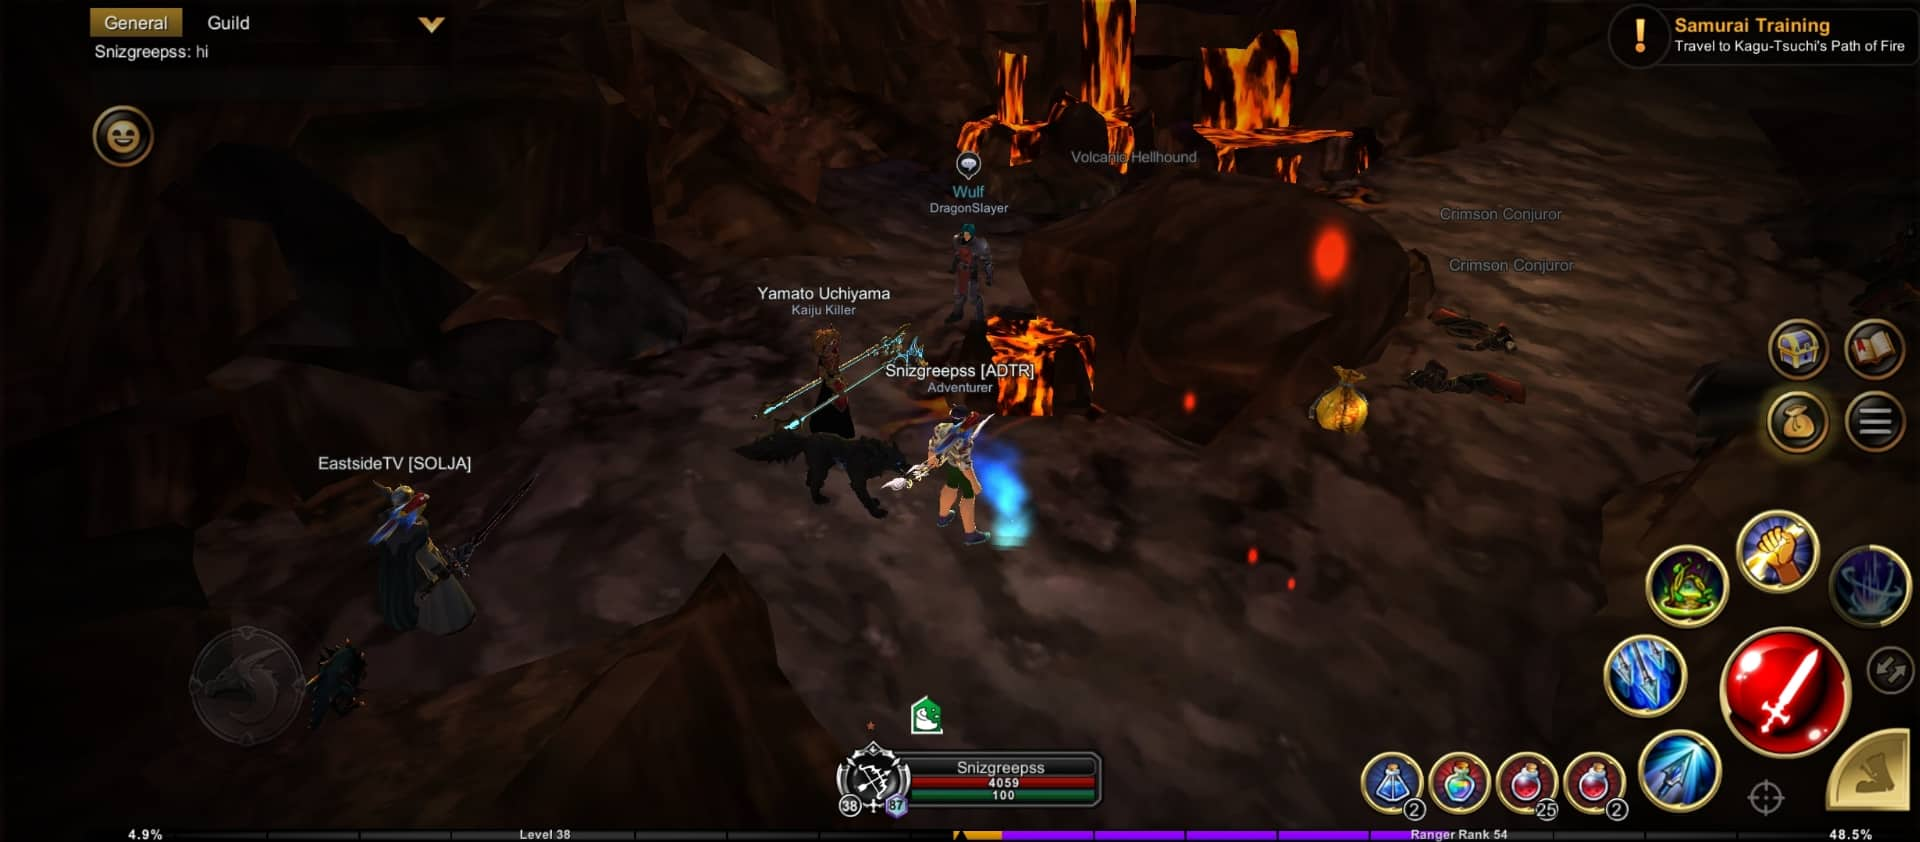 General
Guild
Snizgreepss: hi
Samurai Training
Travel to Kagu-Tsuchi's Path of Fire
Volcanic Hellhound
Wulf
DragonSlayer
Crimson Conjuror
Crimson Conjuror
Yamato Uchiyama
Kaiju Killer
Snizgreepss [ADTR]
Adventurer
EastsideTV [SOLJA]
Snizgreepss
4059
100
38
87
2
25
2
4.9%
Level 38
Ranger Rank 54
48.5%